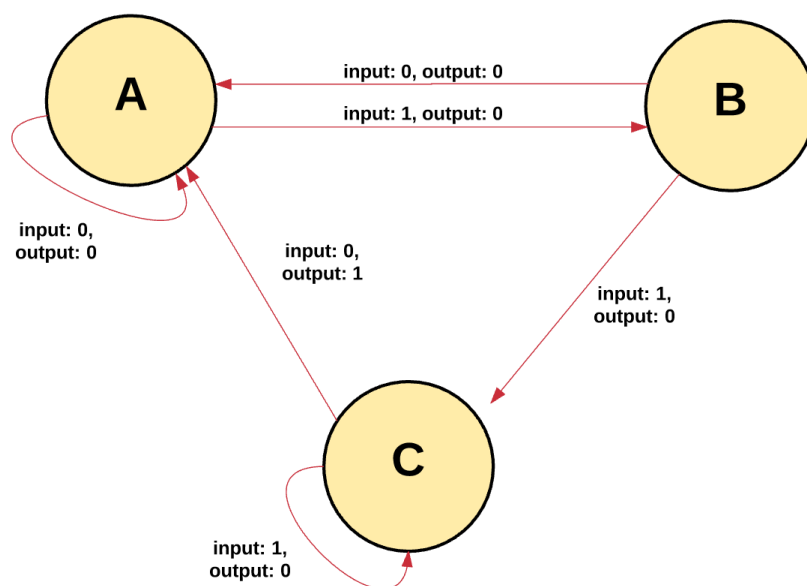 A
B
input: 0, output: 0
input: 1, output: 0
input: 0,
output: 0
input: 0,
output: 1
input: 1,
output: 0
C
input: 1,
output: 0